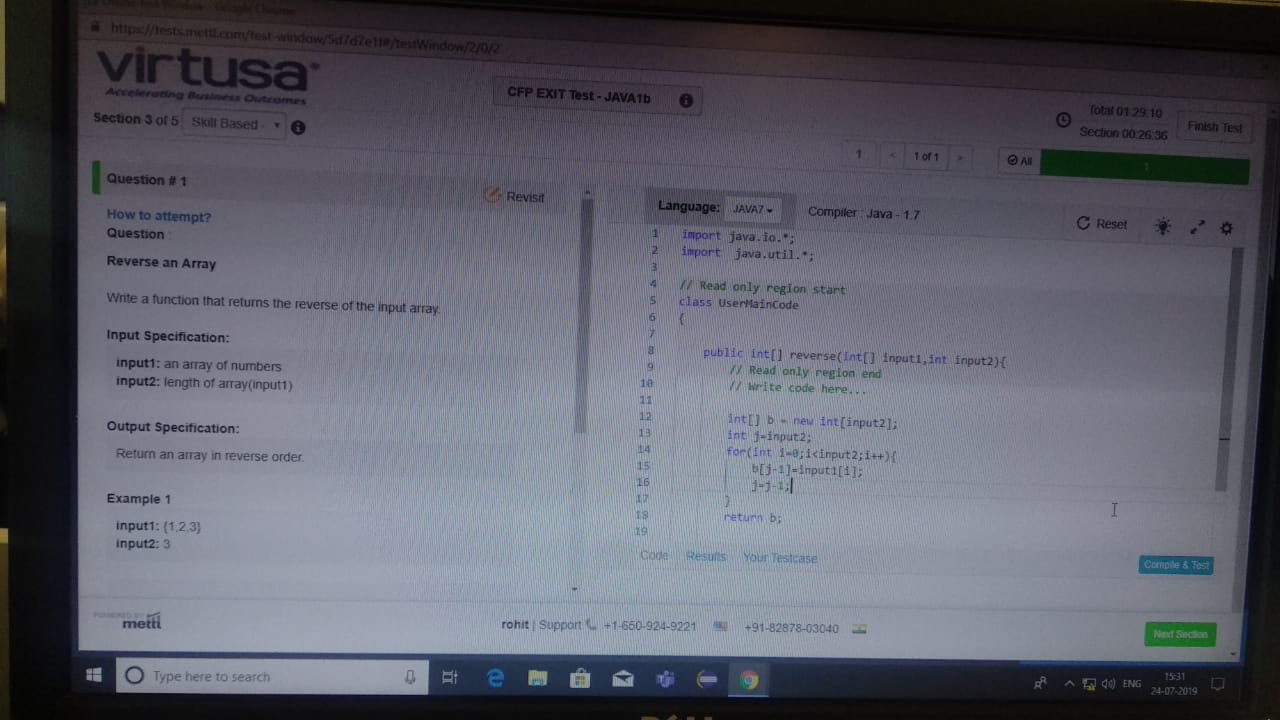 https://tests.mettl.com/test-window/5d7d7e1f#/testWindow/2/0/2
virtusa
Accelerating Business Outcomes
CFP EXIT Test - JAVA1b
Total 01:29:10
Section 00:26:36
Finish Test
Section 3 of 5 Skill Based
1 < 1 of 1 >
All
1
Question # 1
Revisit
How to attempt?
Question :
Reverse an Array
Write a function that returns the reverse of the input array.
Input Specification:
input1: an array of numbers
input2: length of array(input1)
Output Specification:
Return an array in reverse order.
Example 1
input1: {1,2,3}
input2: 3
Language: JAVA7
Compiler : Java - 1.7
Reset
1 import java.io.*;
2 import java.util.*;
3
4 // Read only region start
5 class UserMainCode
6 {
7
8 public int[] reverse(int[] input1,int input2){
9 // Read only region end
10 // Write code here...
11
12 int[] b = new int[input2];
13 int j=input2;
14 for(int i=0;i<input2;i++){
15 b[j-1]=input1[i];
16 j=j-1;
17 }
18 return b;
19
Code Results Your Testcase
Compile & Test
POWERED BY
mettl
rohit | Support +1-650-924-9221 +91-82878-03040
Next Section
Type here to search
ENG
15:31
24-07-2019